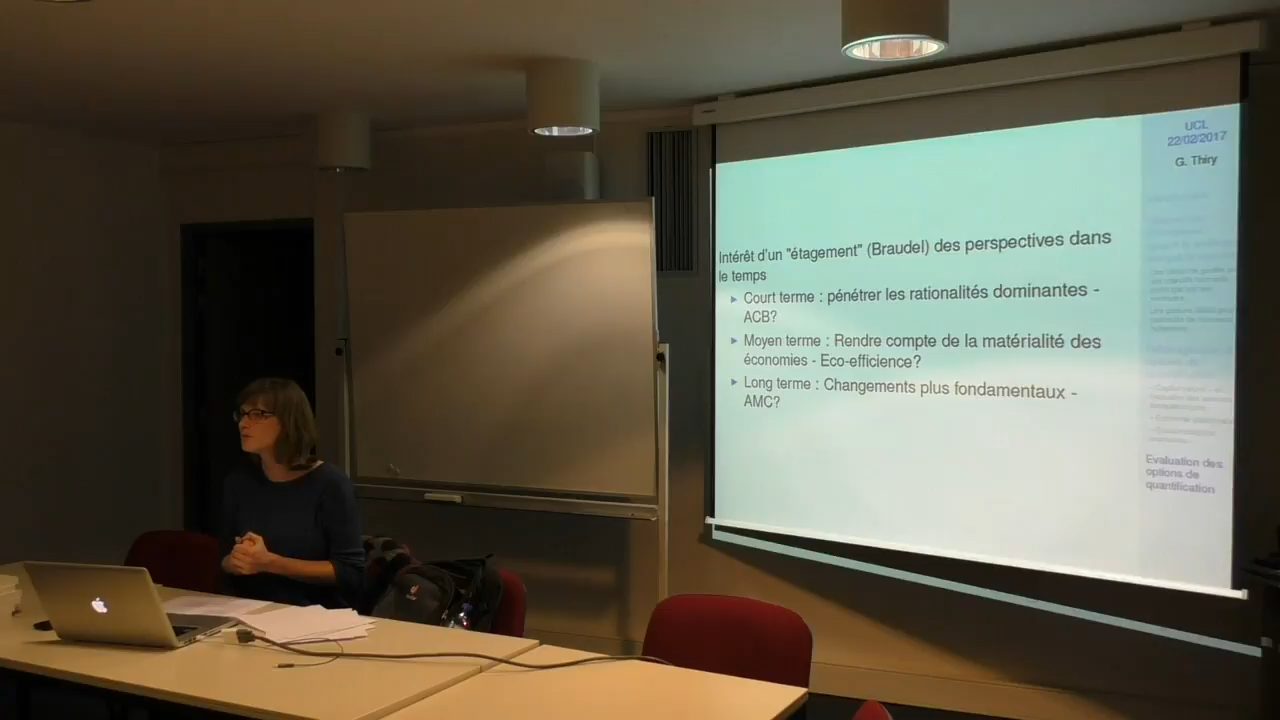 UCL
22/02/2017
G. Thiry
Intérêt d'un "étagement" (Braudel) des perspectives dans
le temps
Court terme : pénétrer les rationalités dominantes -
ACB?
Moyen terme : Rendre compte de la matérialité des
économies - Eco-efficience?
Long terme : Changements plus fondamentaux -
AMC?
Evaluation des
options de
quantification